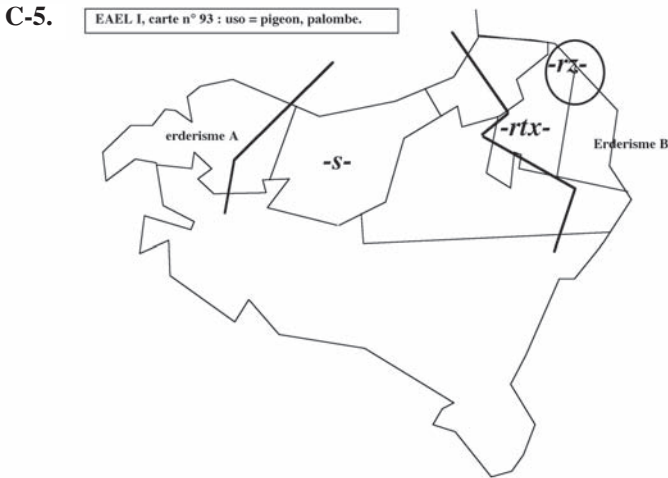 C-5.
EAEL I, carte n° 93 : uso = pigeon, palombe.
-rz-
erderisme A
-rtx-
Erderisme B
-s-